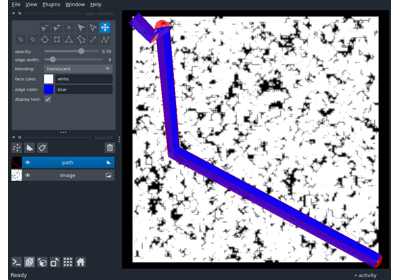 File View Plugins Window Help
opacity: 0.70
edge width: 4
blending: translucent
face color: white
edge color: blue
display text: ✓
path
Image
Ready
activity